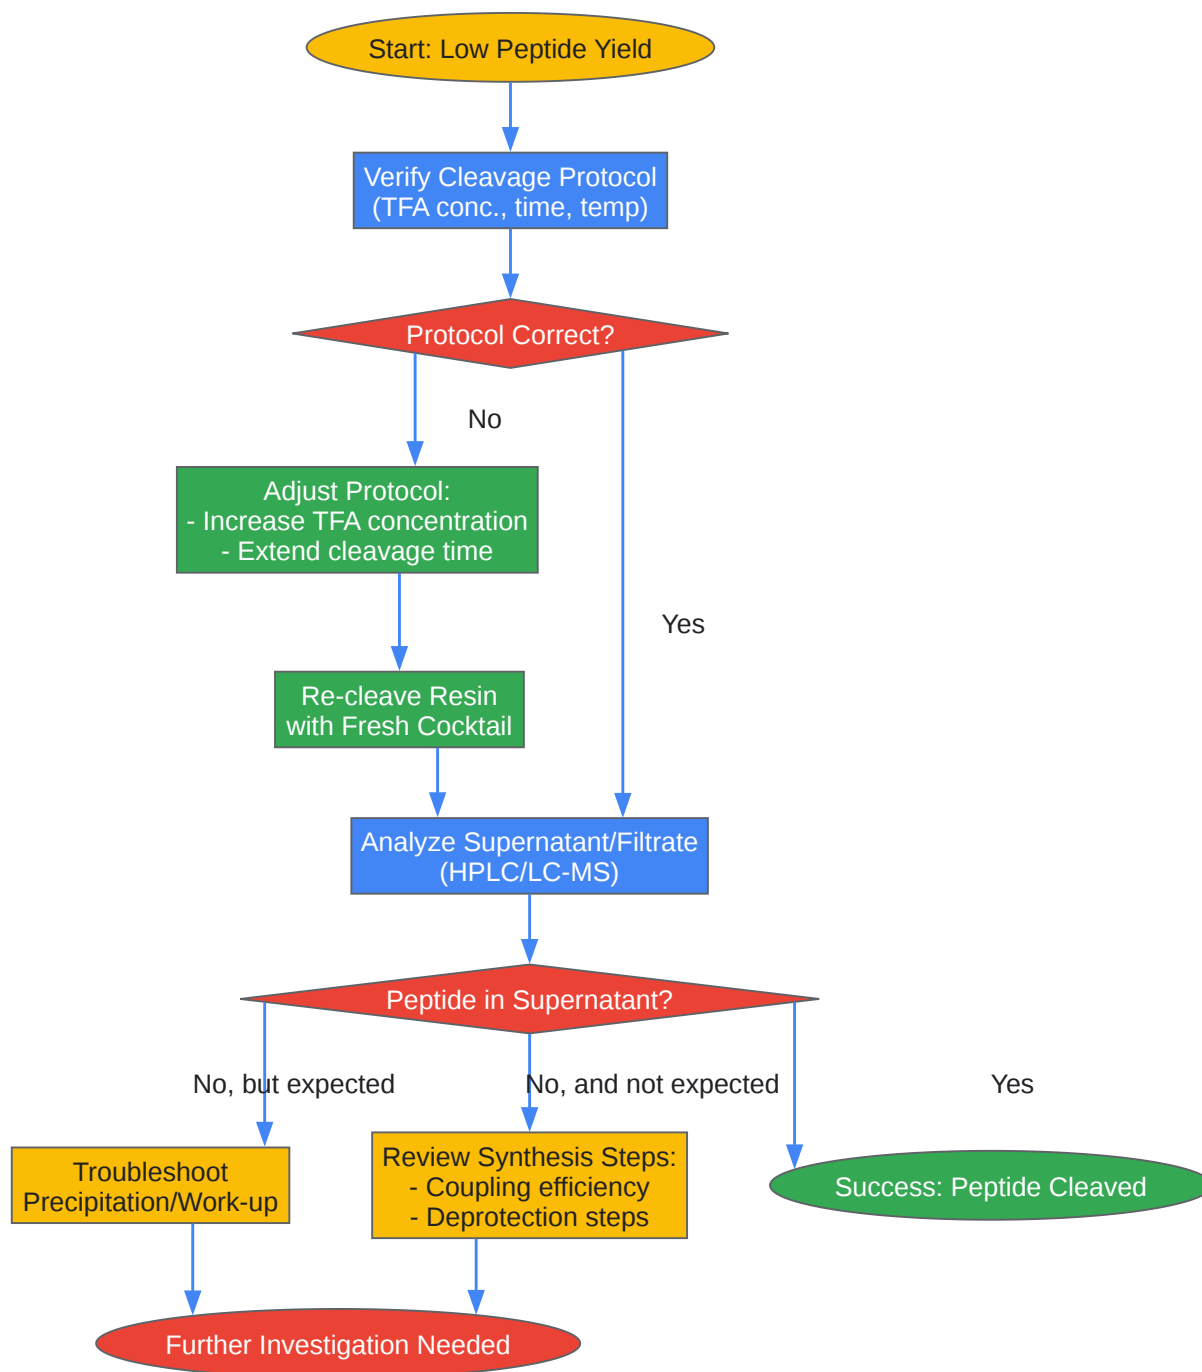 Start: Low Peptide Yield
Verify Cleavage Protocol
(TFA conc., time, temp)
Protocol Correct?
No
Adjust Protocol:
- Increase TFA concentration
- Extend cleavage time
Yes
Re-cleave Resin
with Fresh Cocktail
Analyze Supernatant/Filtrate
(HPLC/LC-MS)
Peptide in Supernatant?
No, but expected
No, and not expected
Yes
Troubleshoot
Precipitation/Work-up
Review Synthesis Steps:
- Coupling efficiency
- Deprotection steps
Success: Peptide Cleaved
Further Investigation Needed